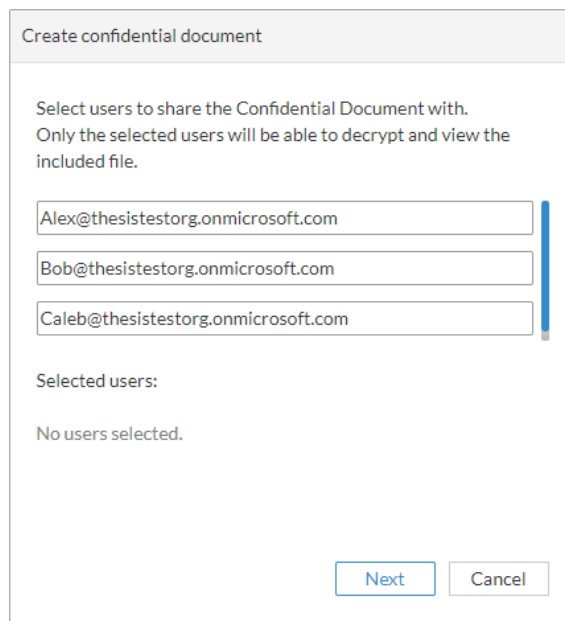 Create confidential document
Select users to share the Confidential Document with.
Only the selected users will be able to decrypt and view the
included file.
Alex@thesistestorg.onmicrosoft.com
Bob@thesistestorg.onmicrosoft.com
Caleb@thesistestorg.onmicrosoft.com
Selected users:
No users selected.
Next
Cancel